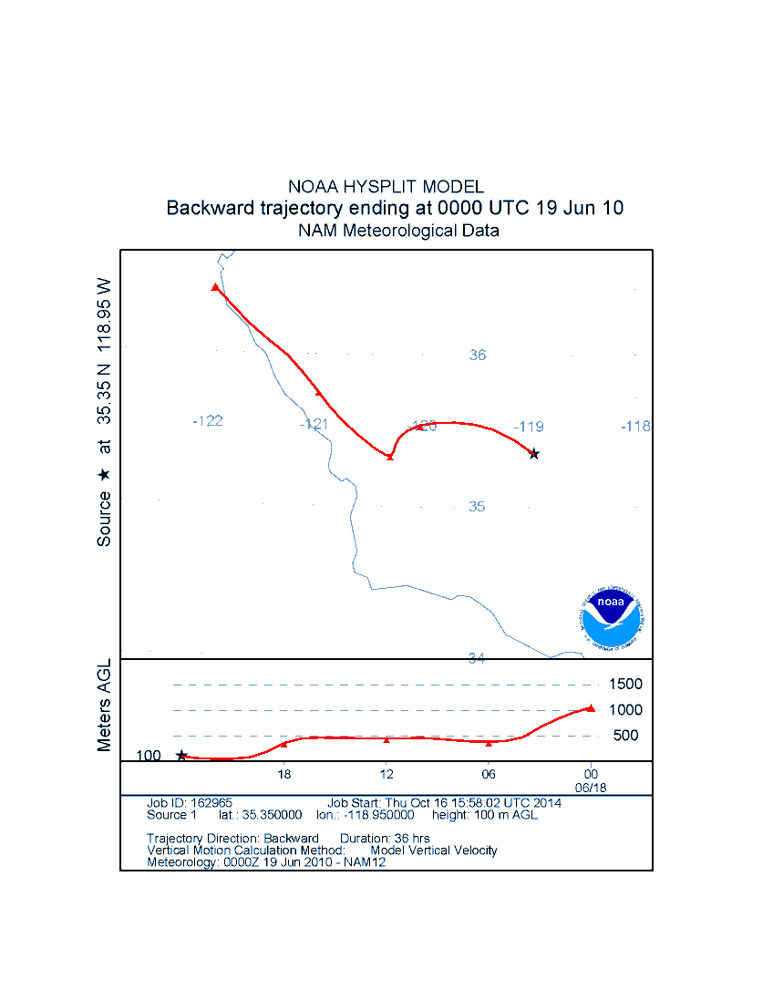 NOAA HYSPLIT MODEL
Backward trajectory ending at 0000 UTC 19 Jun 10
NAM Meteorological Data
Source ★ at 35.35 N 118.95 W
36
-122
-121
-120
-119
-118
35
noaa
34
Meters AGL
1500
1000
500
100
18
12
06
00
06/18
Job ID: 162965 Job Start: Thu Oct 16 15:58:02 UTC 2014
Source 1 lat.: 35.350000 lon.: -118.950000 height: 100 m AGL
Trajectory Direction: Backward Duration: 36 hrs
Vertical Motion Calculation Method: Model Vertical Velocity
Meteorology: 0000Z 19 Jun 2010 - NAM12